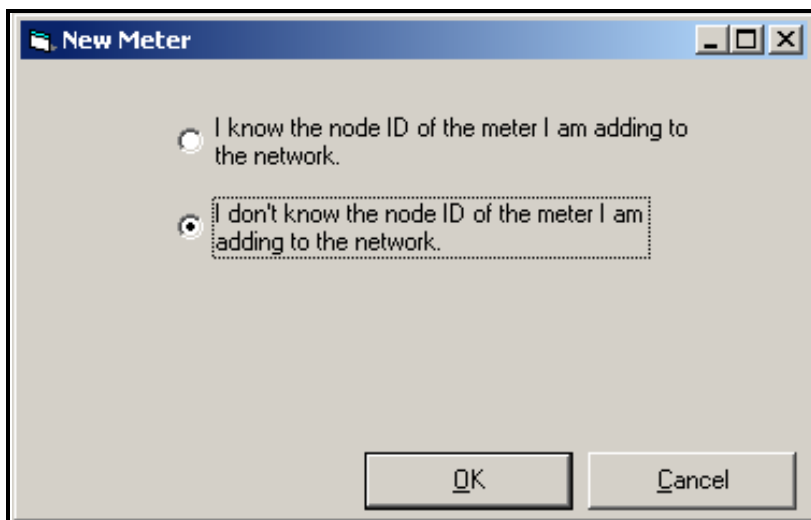 New Meter
I know the node ID of the meter I am adding to
the network.
I don't know the node ID of the meter I am
adding to the network.
OK
Cancel